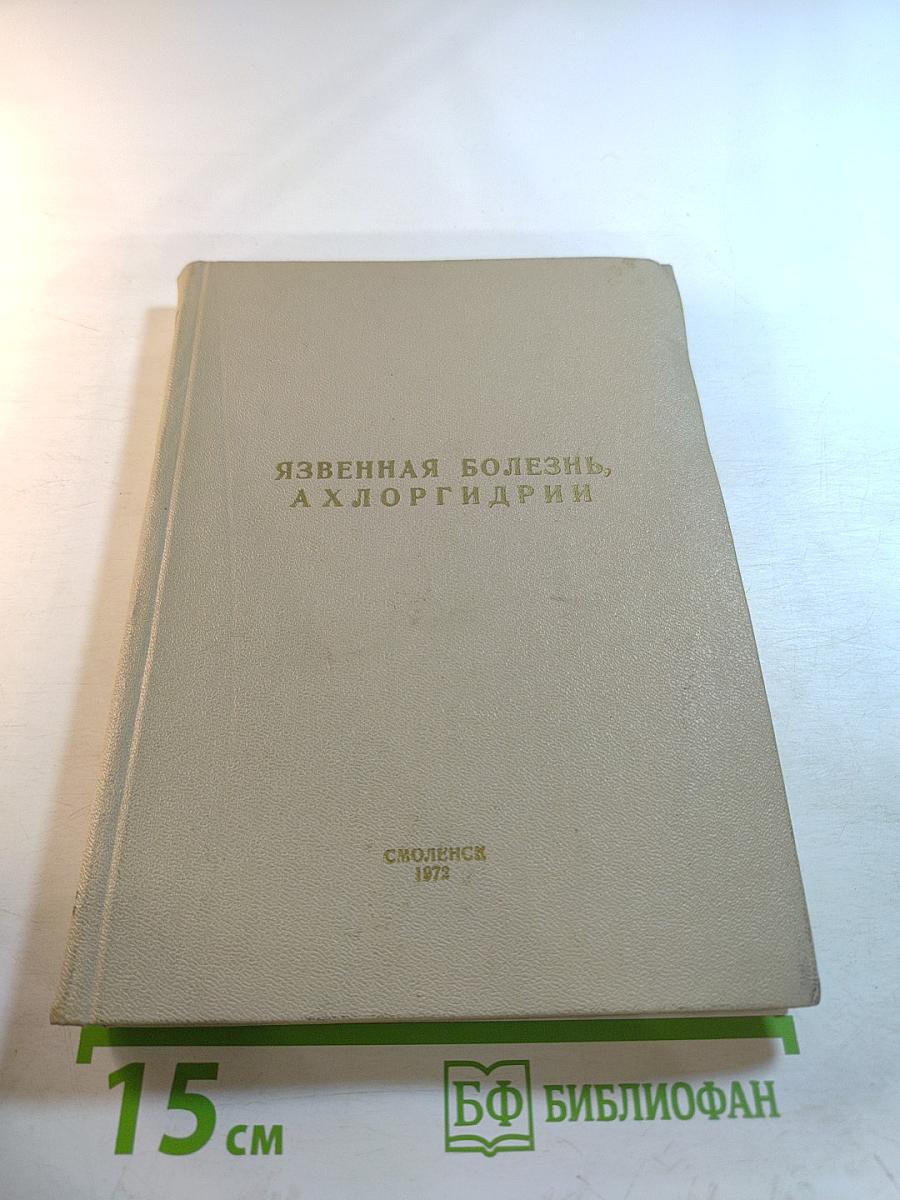 ЯЗВЕННАЯ БОЛЕЗНЬ,
АХЛОРГИДРИИ
СМОЛЕНСК
1972
15 см
БФ БИБЛИОФАН